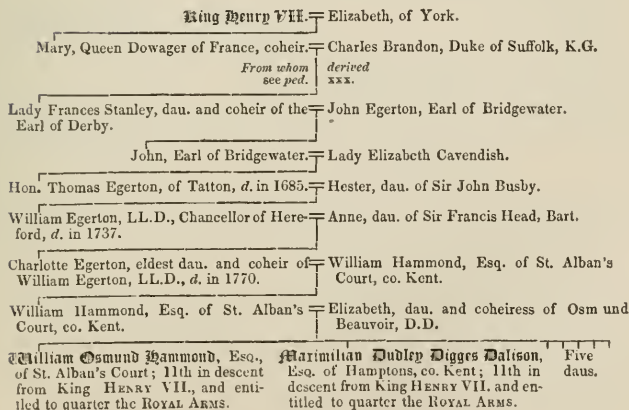 King Henry VII.=Elizabeth, of York.
Mary, Queen Dowager of France, coheir.=Charles Brandon, Duke of Suffolk, K.G.
From whom derived
see ped. xxx.
Lady Frances Stanley, dau. and coheir of the=John Egerton, Earl of Bridgewater.
Earl of Derby.
John, Earl of Bridgewater.=Lady Elizabeth Cavendish.
Hon. Thomas Egerton, of Tatton, d. in 1685.=Hester, dau. of Sir John Busby.
William Egerton, LL.D., Chancellor of Here-=Anne, dau. of Sir Francis Head, Bart.
ford, d. in 1737.
Charlotte Egerton, eldest dau. and coheir of=William Hammond, Esq. of St. Alban's
William Egerton, LL.D., d. in 1770. Court, co. Kent.
William Hammond, Esq. of St. Alban's=Elizabeth, dau. and coheiress of Osmund
Court, co. Kent. Beauvoir, D.D.
William Osmund Hammond, Esq.,
of St. Alban's Court; 11th in descent
from King HENRY VII., and enti-
tled to quarter the ROYAL ARMS.
Maximilian Dudley Digges Dalison,
Esq. of Hamptons, co. Kent; 11th in
descent from King HENRY VII. and en-
titled to quarter the ROYAL ARMS.
Five
daus.